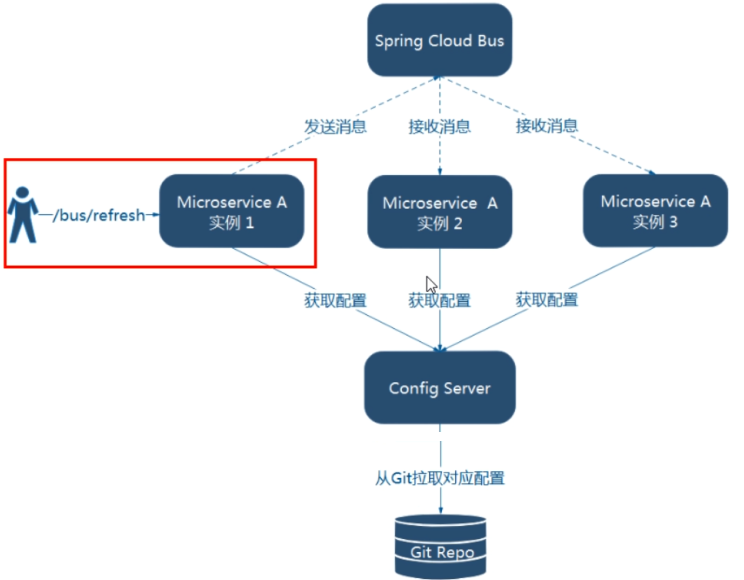 Spring Cloud Bus
发送消息
接收消息
接收消息
/bus/refresh
Microservice A
实例 1
Microservice A
实例 2
Microservice A
实例 3
获取配置
获取配置
获取配置
Config Server
从Git拉取对应配置
Git Repo